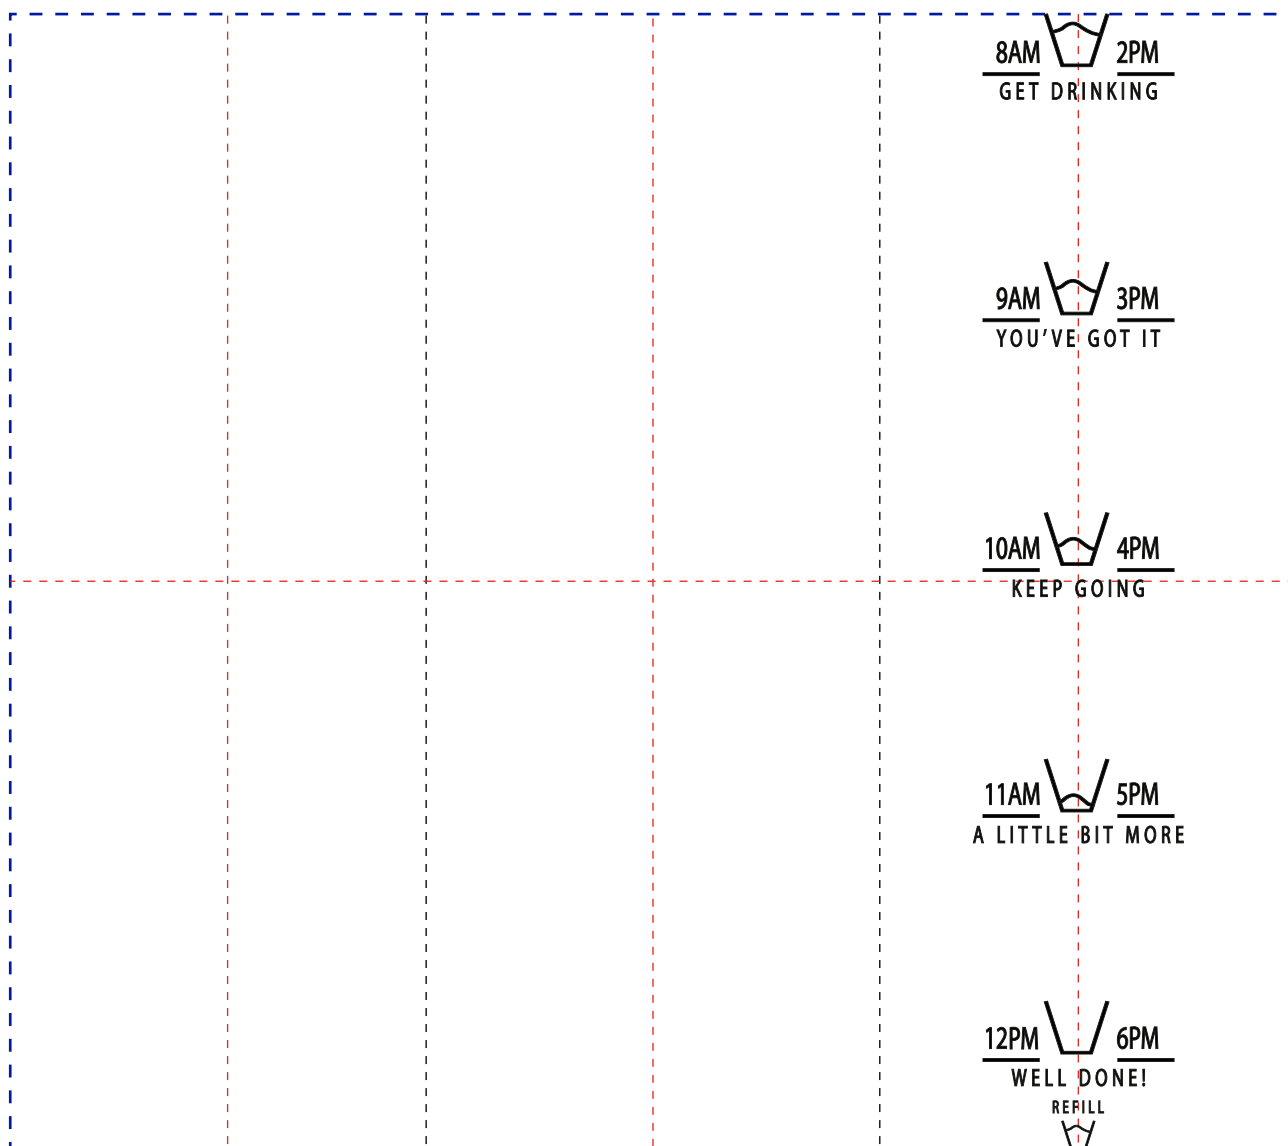 8AM 2PM
GET DRINKING
9AM 3PM
YOU'VE GOT IT
10AM 4PM
KEEP GOING
11AM 5PM
A LITTLE BIT MORE
12PM 6PM
WELL DONE!
REFILL